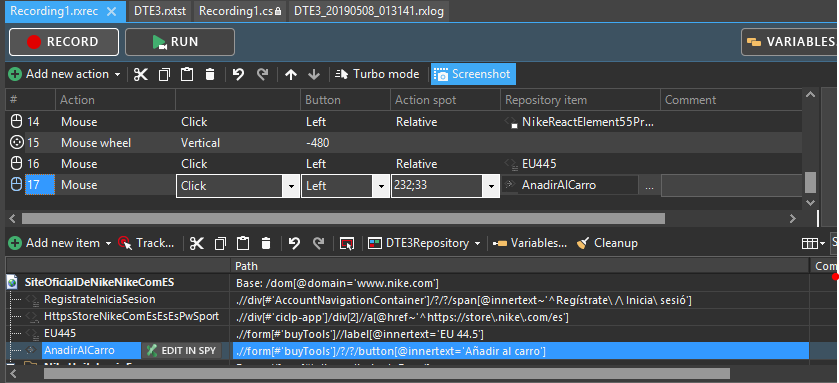 Recording1.rxrec DTE3.rxtst Recording1.cs DTE3_20190508_013141.rxlog
RECORD RUN VARIABLES
Add new action Turbo mode Screenshot
# Action Button Action spot Repository item Comment
14 Mouse Click Left Relative NikeReactElement55Pr...
15 Mouse wheel Vertical -480
16 Mouse Click Left Relative EU445
17 Mouse Click Left 232;33 AnadirAlCarro ...
Add new item Track... DTE3Repository Variables... Cleanup
Path Com
SiteOficialDeNikeNikeComES Base: /dom[@domain='www.nike.com']
RegistrateIniciaSesion .//div[#'AccountNavigationContainer']/?/?/span[@innertext~'^Regístrate\ /\ Inicia\ sesió']
HttpsStoreNikeComEsEsEsPwSport .//div[#'ciclp-app']/div[2]//a[@href~'^https://store\.nike\.com/es']
EU445 .//form[#'buyTools']//label[@innertext='EU 44.5']
AnadirAlCarro EDIT IN SPY .//form[#'buyTools']/?/?/button[@innertext='Añadir al carro']